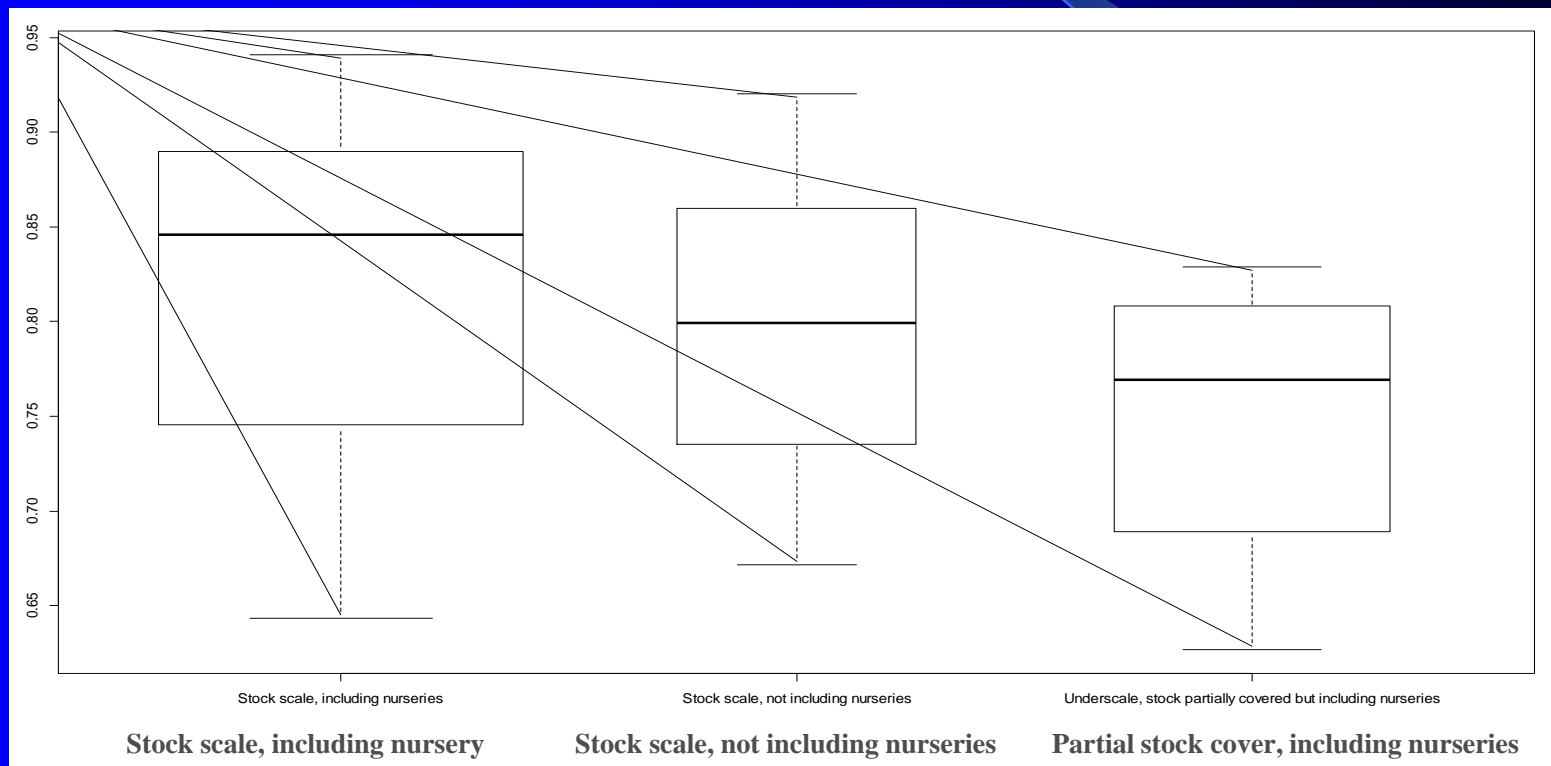 0.95
0.90
0.85
0.80
0.75
0.70
0.65
Stock scale, including nurseries
Stock scale, not including nurseries
Underscale, stock partially covered but including nurseries
Stock scale, including nursery
Stock scale, not including nurseries
Partial stock cover, including nurseries